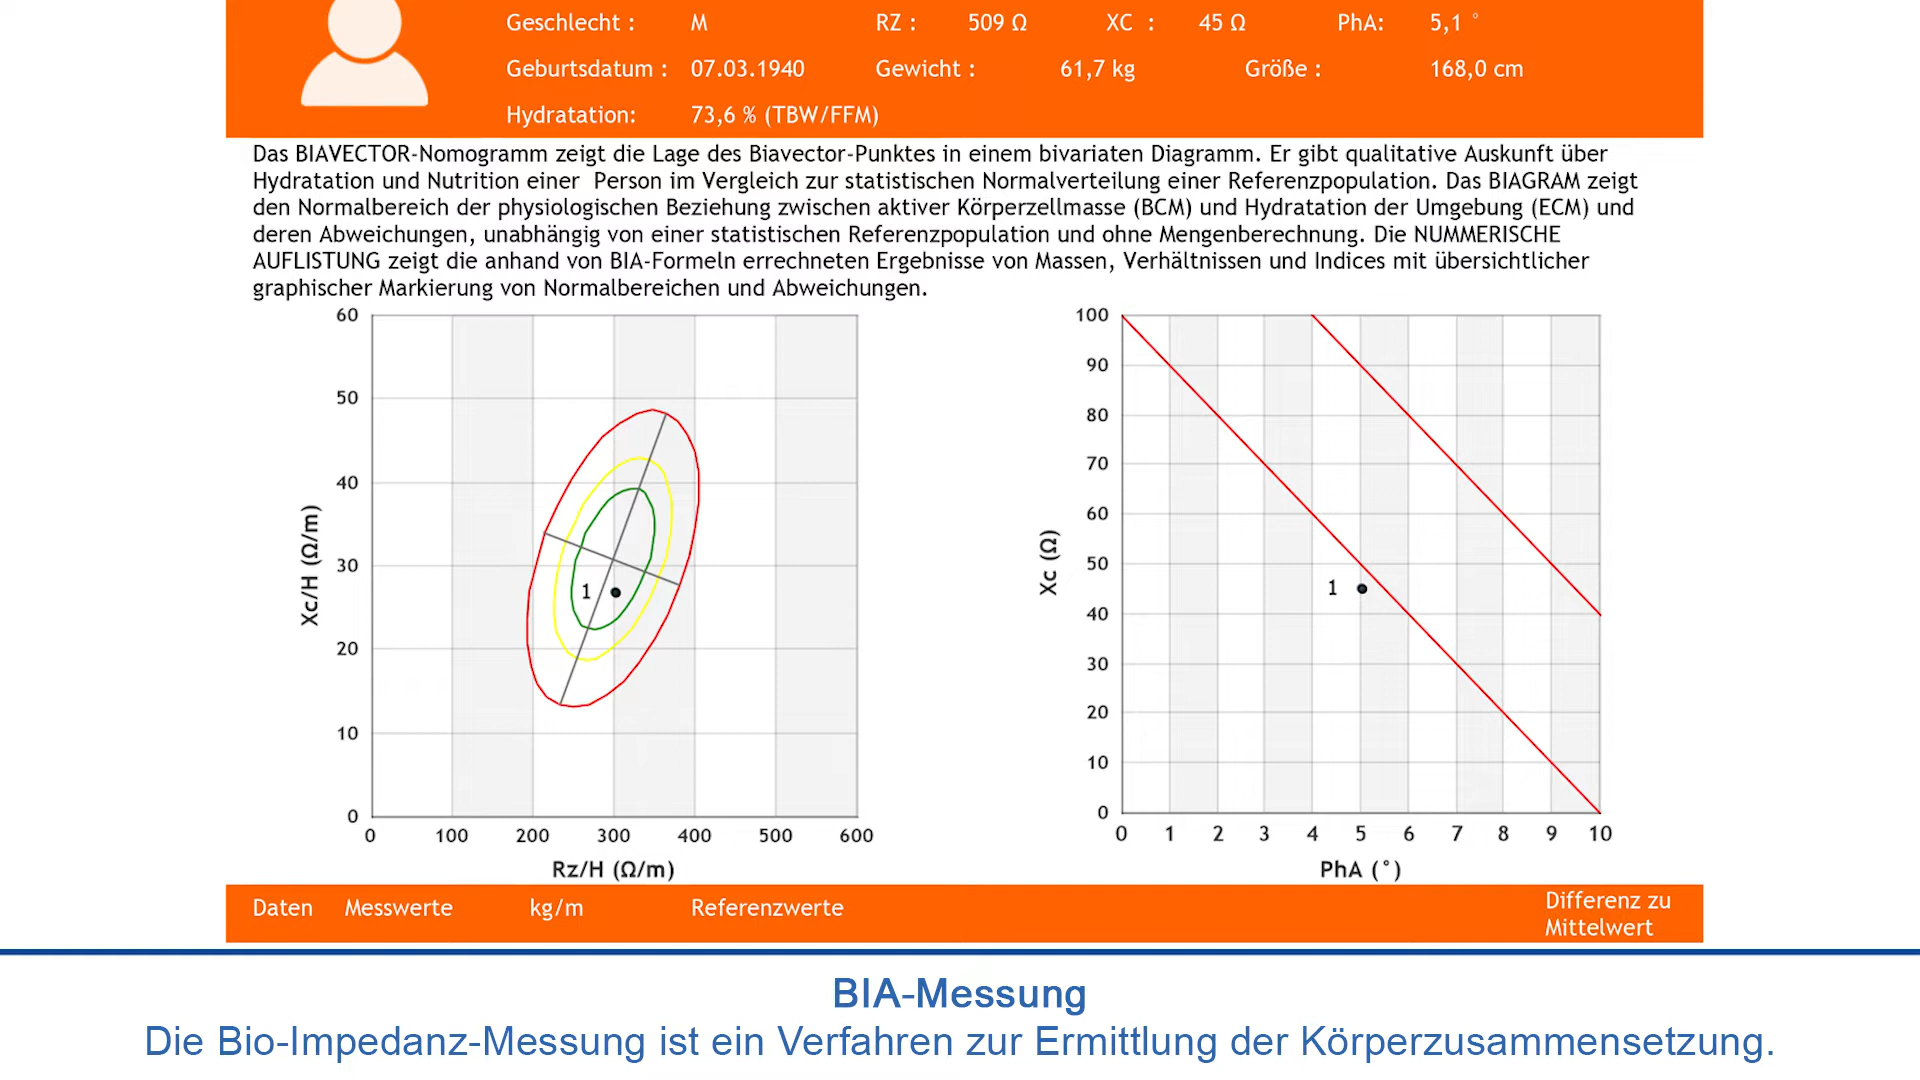 Geschlecht : M RZ : 509 Ω XC : 45 Ω PhA: 5,1 °
Geburtsdatum : 07.03.1940 Gewicht : 61,7 kg Größe : 168,0 cm
Hydratation: 73,6 % (TBW/FFM)
Das BIAVECTOR-Nomogramm zeigt die Lage des Biavector-Punktes in einem bivariaten Diagramm. Er gibt qualitative Auskunft über
Hydratation und Nutrition einer Person im Vergleich zur statistischen Normalverteilung einer Referenzpopulation. Das BIAGRAM zeigt
den Normalbereich der physiologischen Beziehung zwischen aktiver Körperzellmasse (BCM) und Hydratation der Umgebung (ECM) und
deren Abweichungen, unabhängig von einer statistischen Referenzpopulation und ohne Mengenberechnung. Die NUMMERISCHE
AUFLISTUNG zeigt die anhand von BIA-Formeln errechneten Ergebnisse von Massen, Verhältnissen und Indices mit übersichtlicher
graphischer Markierung von Normalbereichen und Abweichungen.
60
50
40
30
20
10
0
Xc/H (Ω/m)
1
0 100 200 300 400 500 600
Rz/H (Ω/m)
100
90
80
70
60
50
40
30
20
10
0
Xc (Ω)
1
0 1 2 3 4 5 6 7 8 9 10
PhA (°)
Daten Messwerte kg/m Referenzwerte Differenz zu
Mittelwert
BIA-Messung
Die Bio-Impedanz-Messung ist ein Verfahren zur Ermittlung der Körperzusammensetzung.